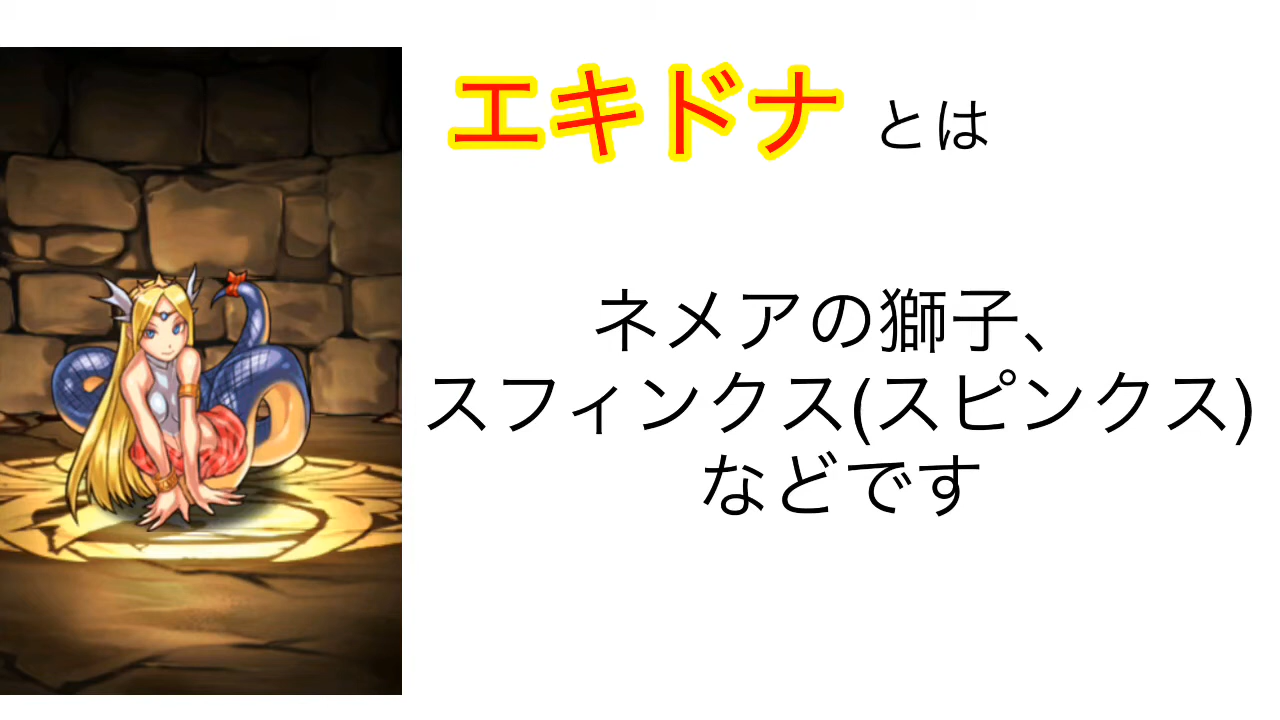 エキドナ とは
ネメアの獅子、
スフィンクス(スピンクス)
などです